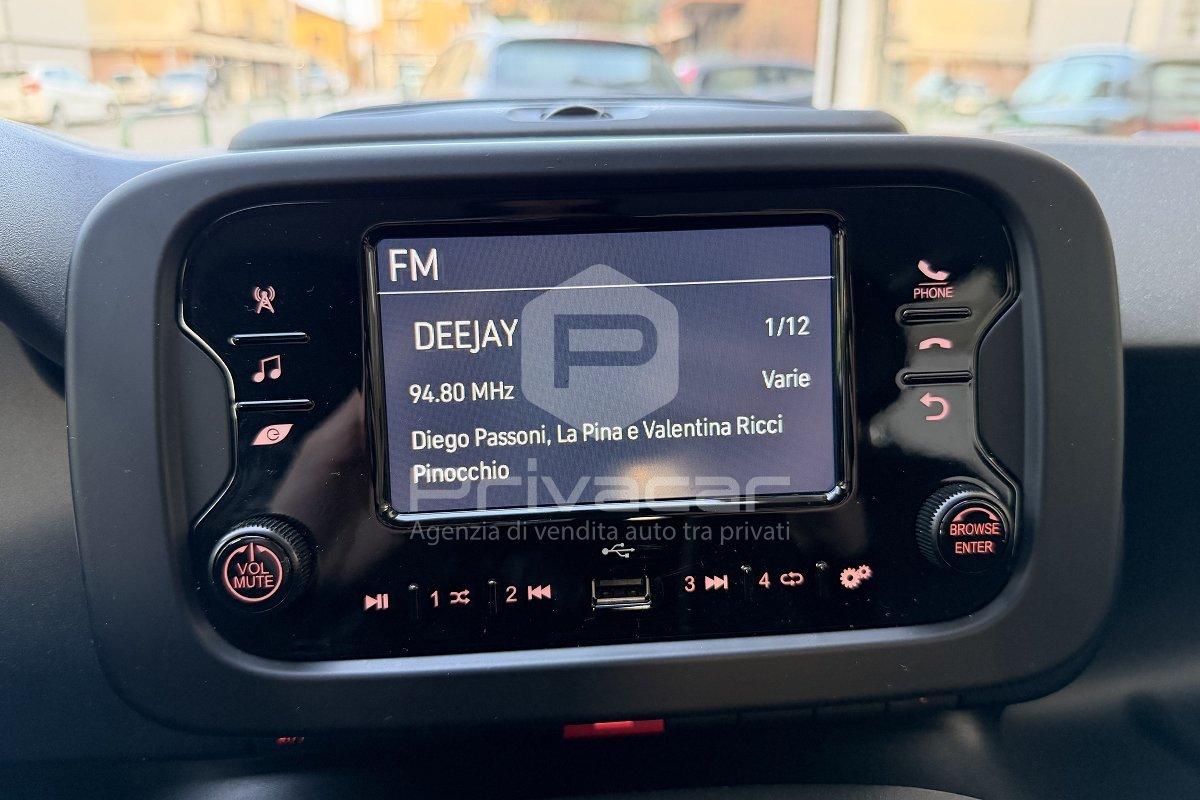 FM
DEEJAY
1/12
94.80 MHz
Varie
Diego Passoni, La Pina e Valentina Ricci
Pinocchio
P
Privacar
Agenzia di vendita auto tra privati
PHONE
VOL
MUTE
BROWSE
ENTER
1
2
3
4